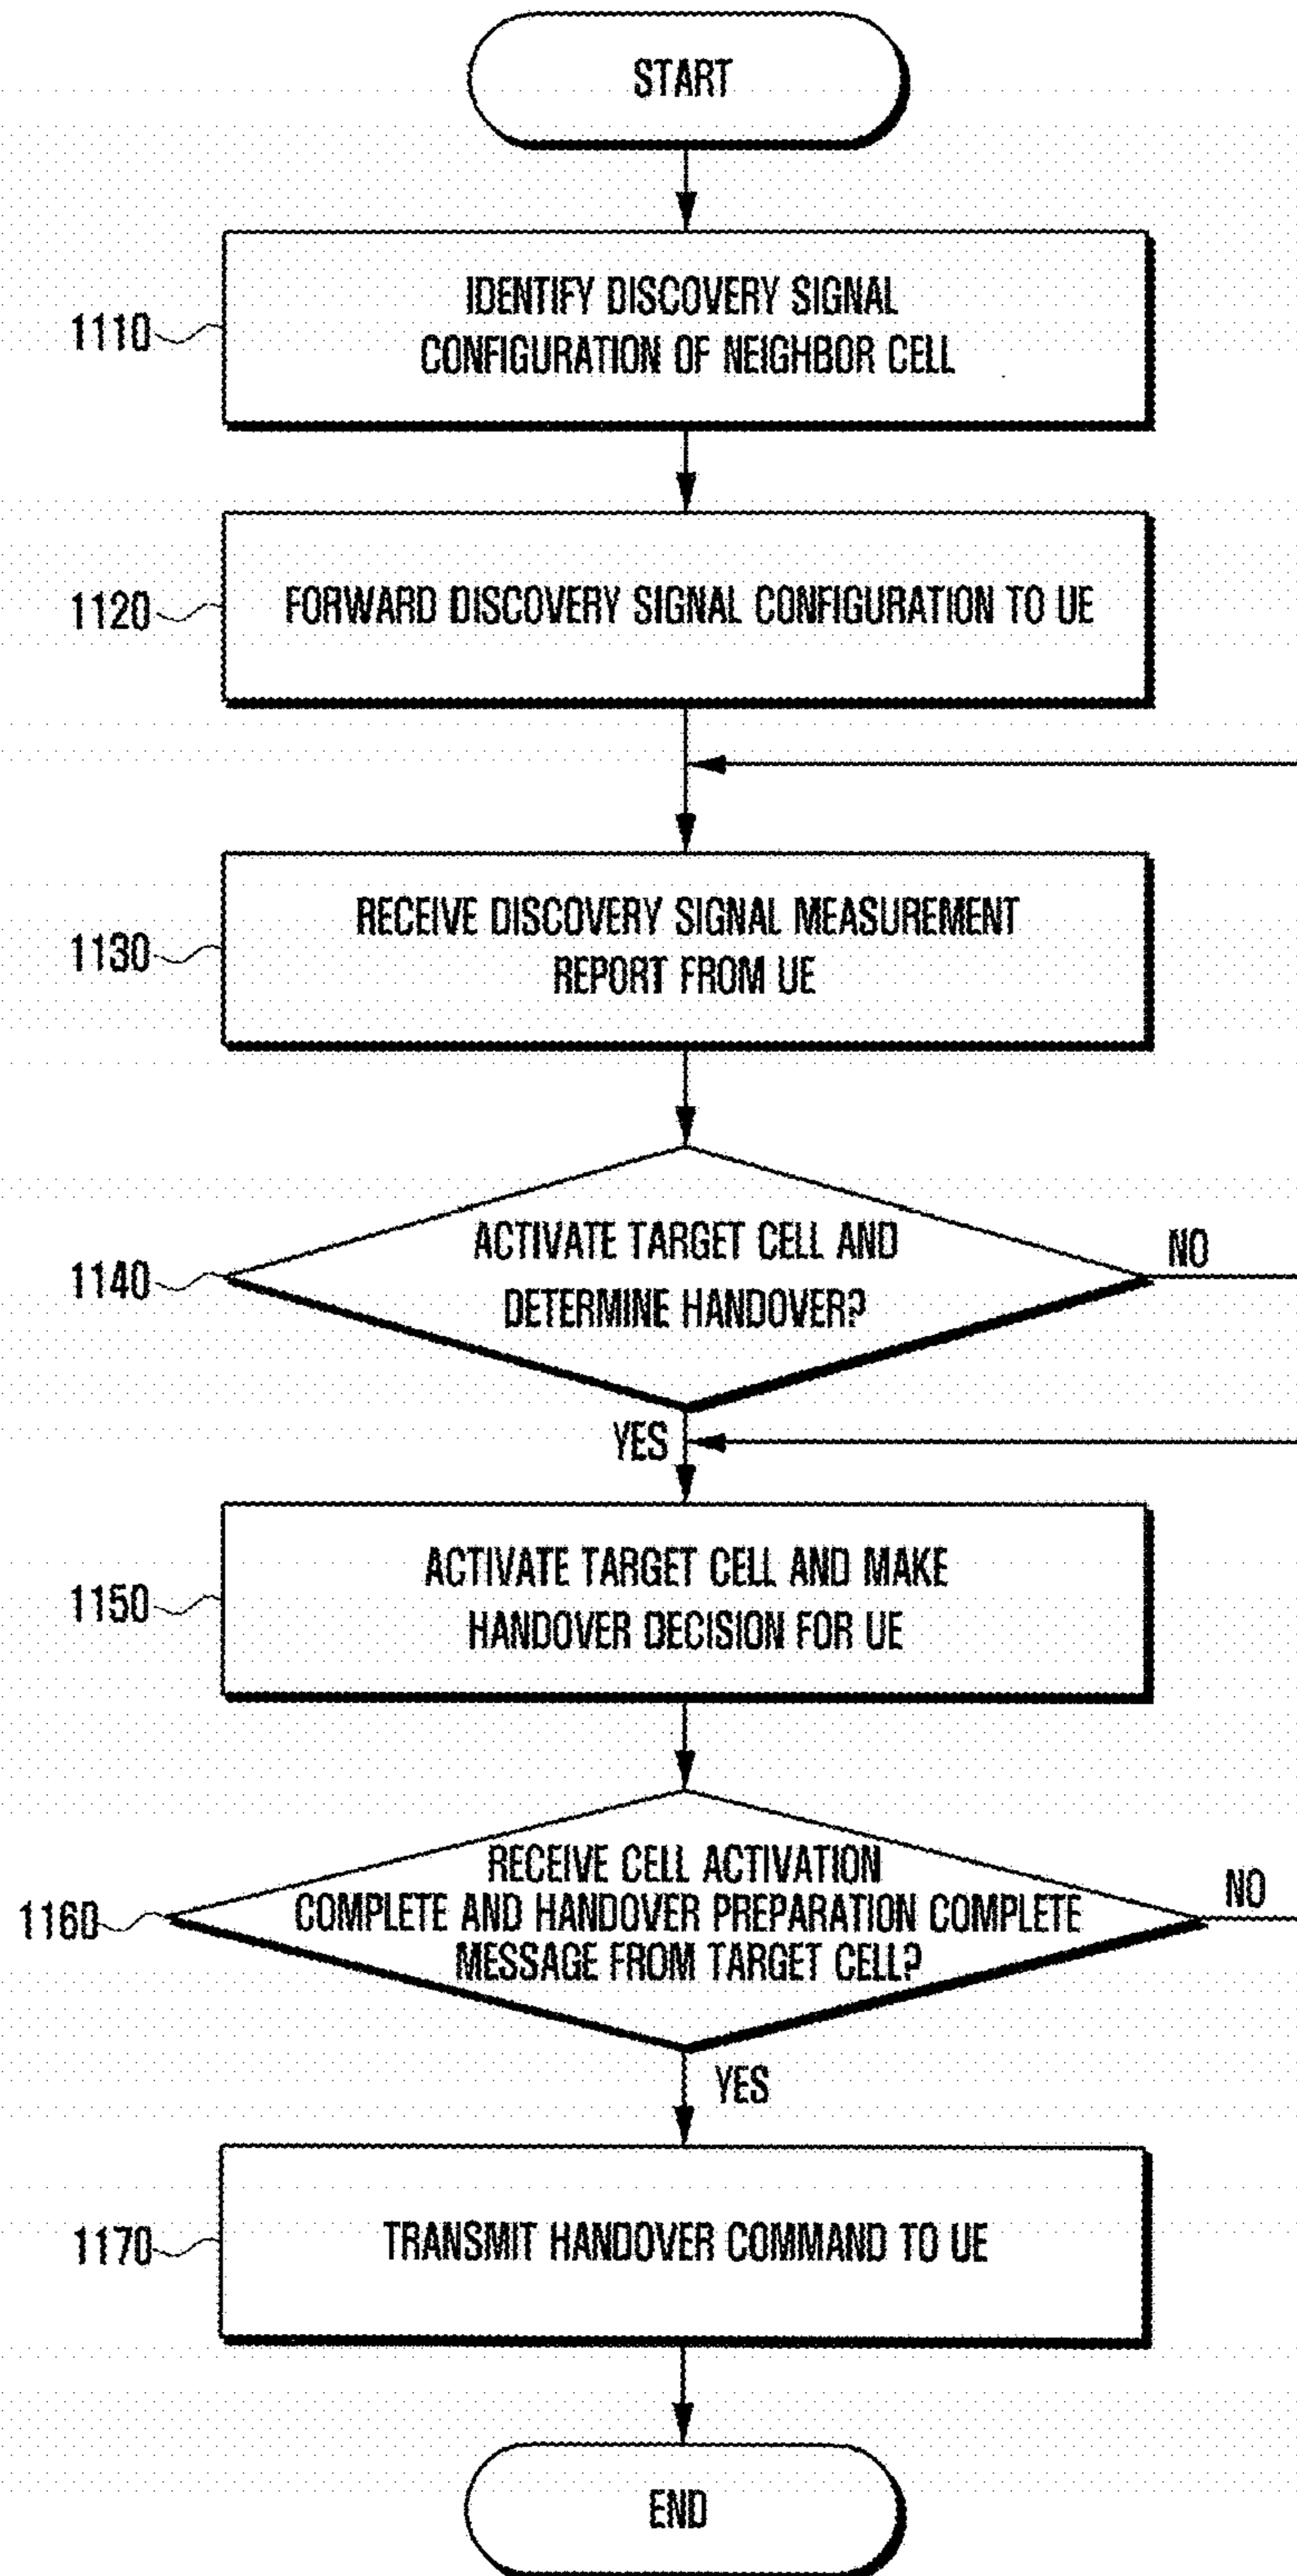 START
1110
IDENTIFY DISCOVERY SIGNAL
CONFIGURATION OF NEIGHBOR CELL
1120
FORWARD DISCOVERY SIGNAL CONFIGURATION TO UE
1130
RECEIVE DISCOVERY SIGNAL MEASUREMENT
REPORT FROM UE
1140
ACTIVATE TARGET CELL AND
DETERMINE HANDOVER?
NO
YES
1150
ACTIVATE TARGET CELL AND MAKE
HANDOVER DECISION FOR UE
1160
RECEIVE CELL ACTIVATION
COMPLETE AND HANDOVER PREPARATION COMPLETE
MESSAGE FROM TARGET CELL?
NO
YES
1170
TRANSMIT HANDOVER COMMAND TO UE
END